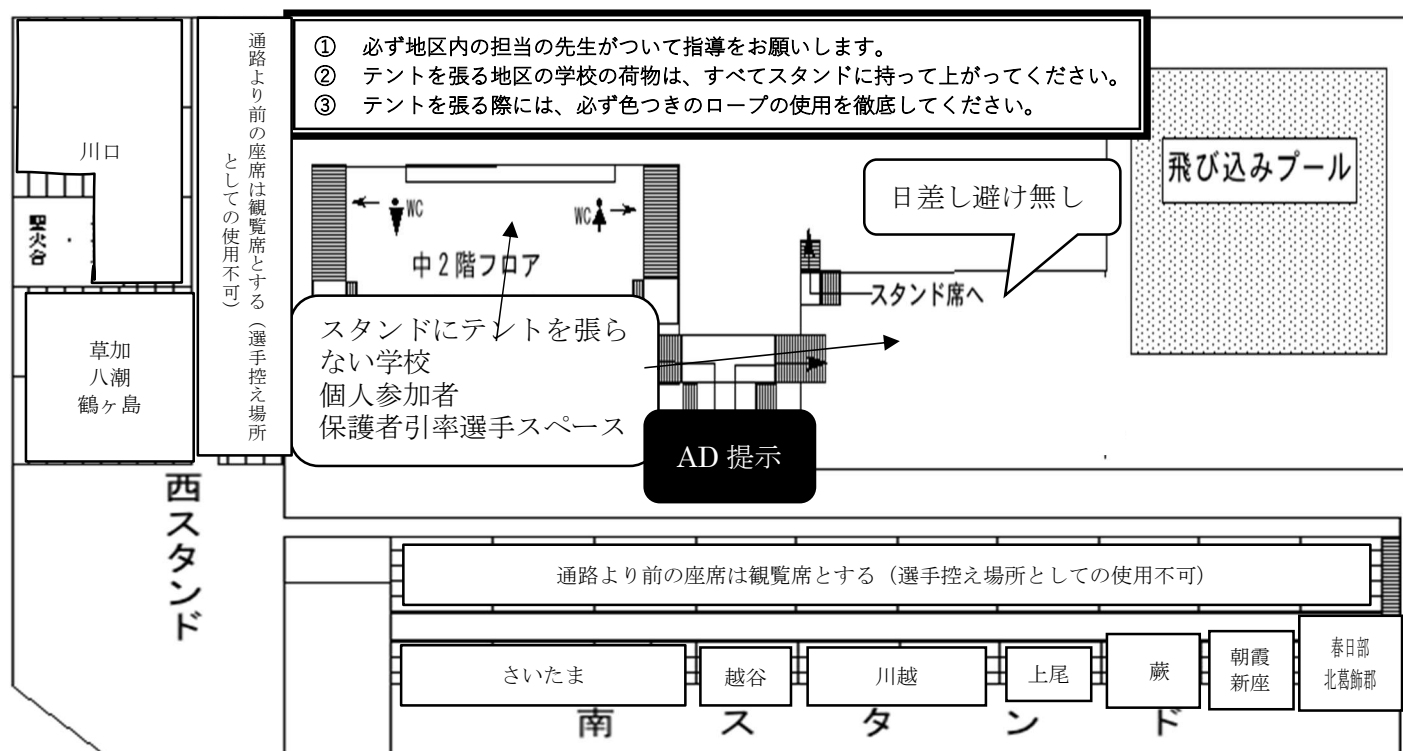 ① 必ず地区内の担当の先生がついて指導をお願いします。
② テントを張る地区の学校の荷物は、すべてスタンドに持って上がってください。
③ テントを張る際には、必ず色つきのロープの使用を徹底してください。
川口
聖火台
草加
八潮
鶴ヶ島
通路より前の座席は観覧席とする（選手控え場所
としての使用不可）
西スタンド
WC
WC
中２階フロア
スタンドにテントを張ら
ない学校
個人参加者
保護者引率選手スペース
AD 提示
スタンド席へ
日差し避け無し
飛び込みプール
通路より前の座席は観覧席とする（選手控え場所としての使用不可）
さいたま
越谷
川越
上尾
蕨
朝霞
新座
春日部
北葛飾郡
南スタンド